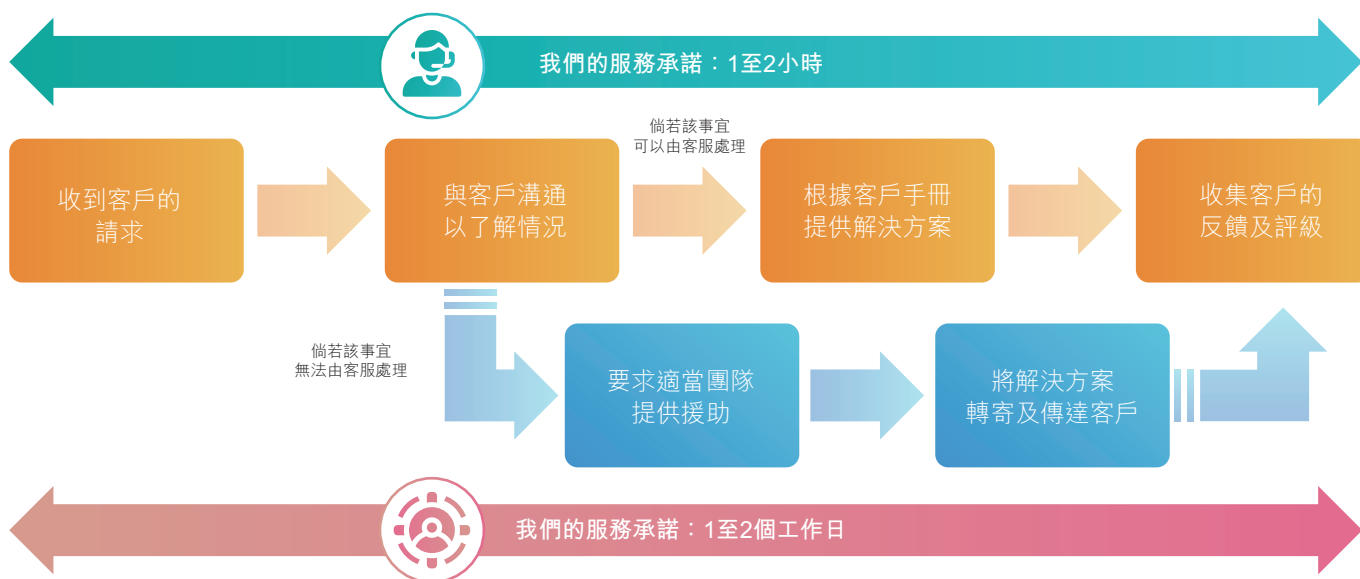 我們的服務承諾：1至2小時
倘若該事宜
可以由客服處理
收到客戶的
請求
與客戶溝通
以了解情況
根據客戶手冊
提供解決方案
收集客戶的
反饋及評級
倘若該事宜
無法由客服處理
要求適當團隊
提供援助
將解決方案
轉寄及傳達客戶
我們的服務承諾：1至2個工作日